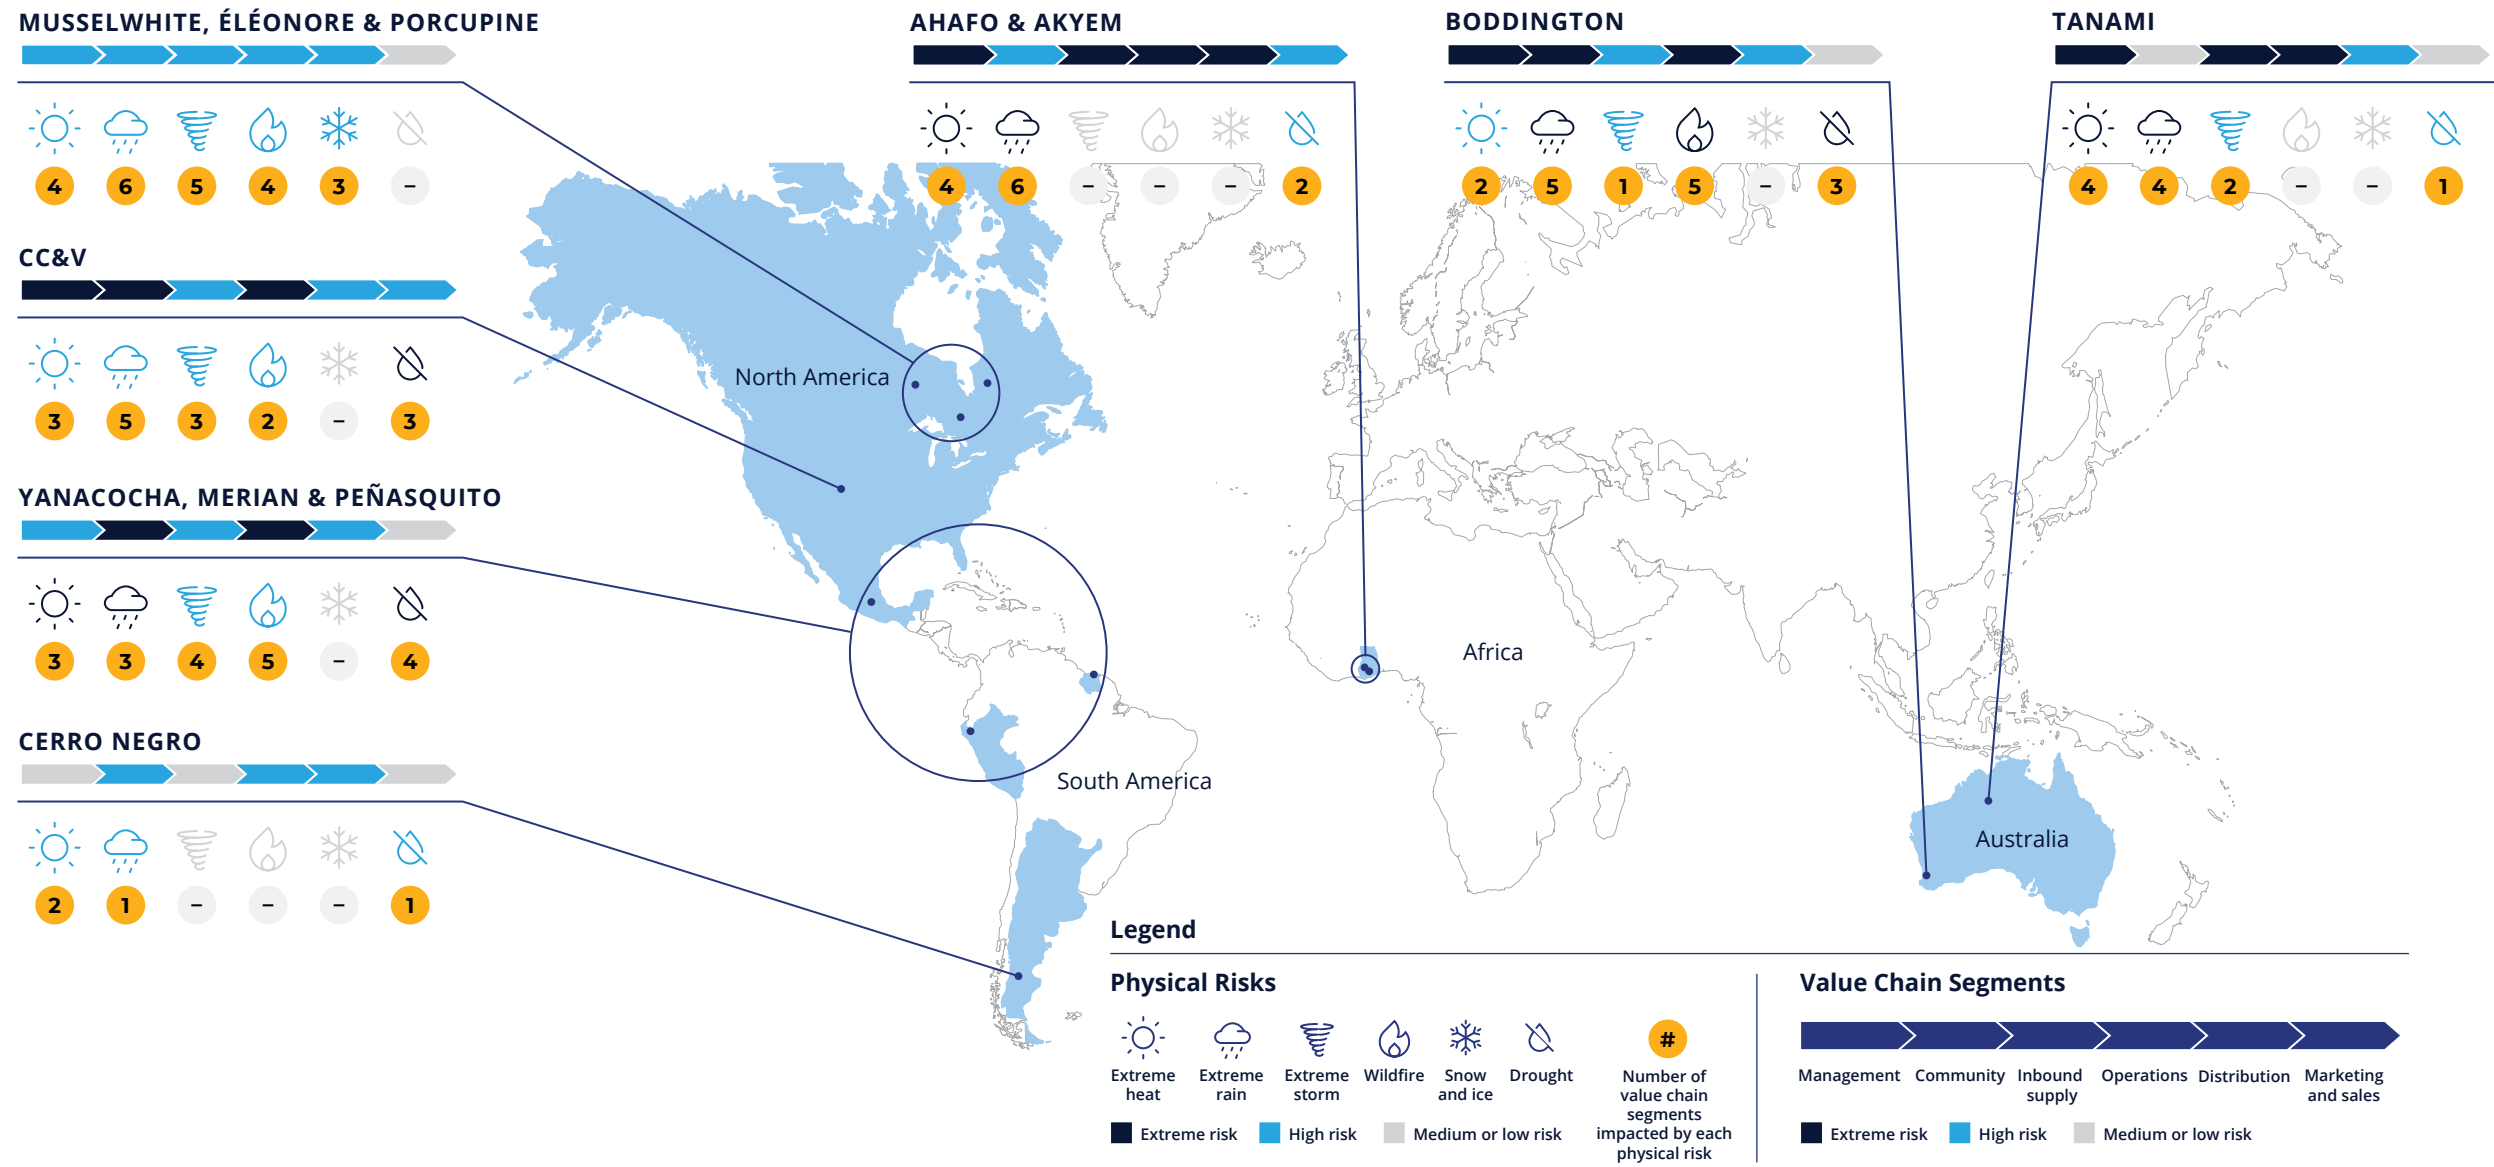 MUSSELWHITE, ÉLÉONORE & PORCUPINE
4 6 5 4 3 –
CC&V
3 5 3 2 – 3
YANACOCHA, MERIAN & PEÑASQUITO
3 3 4 5 – 4
CERRO NEGRO
2 1 – – – 1
AHAFO & AKYEM
4 6 – – – 2
BODDINGTON
2 5 1 5 – 3
TANAMI
4 4 2 – – 1
North America
Africa
South America
Australia
Legend
Physical Risks
Extreme heat
Extreme rain
Extreme storm
Wildfire
Snow and ice
Drought
#
Number of
value chain
segments
impacted by each
physical risk
Extreme risk
High risk
Medium or low risk
Value Chain Segments
Management
Community
Inbound supply
Operations
Distribution
Marketing and sales
Extreme risk
High risk
Medium or low risk